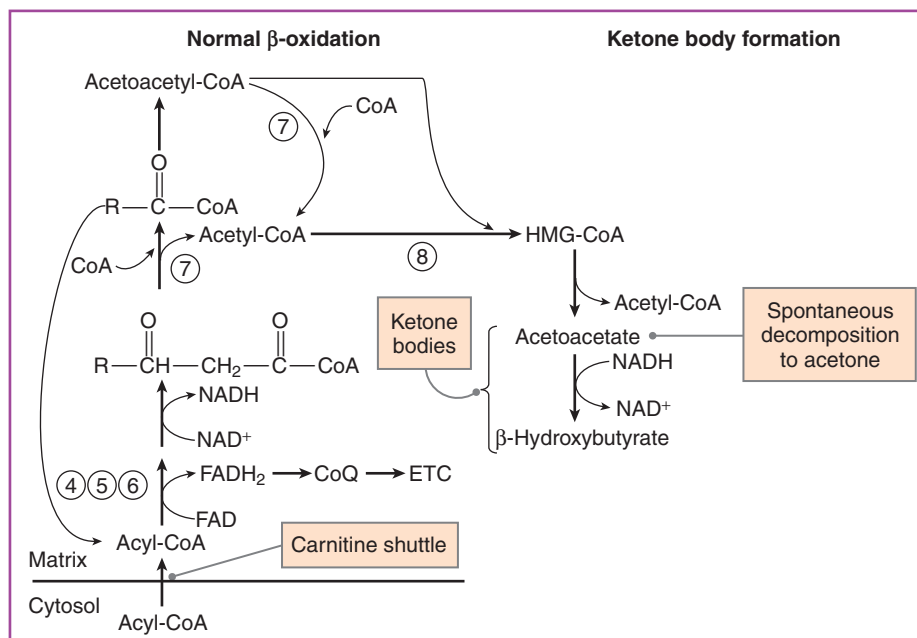 Normal β-oxidation
Ketone body formation
Acetoacetyl-CoA
7
CoA
O
R—C—CoA
CoA
7
Acetyl-CoA
8
HMG-CoA
Acetyl-CoA
Ketone
bodies
Acetoacetate
Spontaneous
decomposition
to acetone
O O
R—CH—CH₂—C—CoA
NADH
NAD⁺
NADH
NAD⁺
β-Hydroxybutyrate
4 5 6
FADH₂ CoQ ETC
FAD
Acyl-CoA
Carnitine shuttle
Matrix
Cytosol
Acyl-CoA